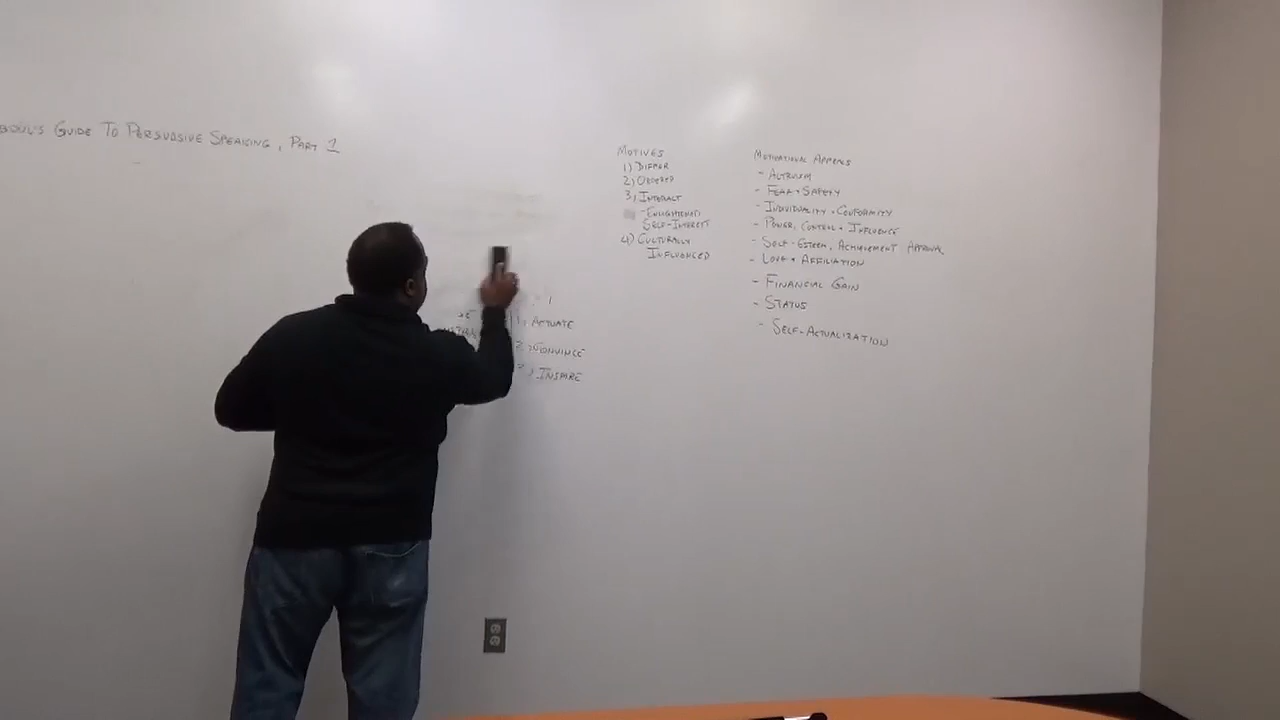 Guide To Persuasive Speaking, Part 1
Motives
1) Differ
2) Ordered
3) Interact
- Enlightened
Self-Interest
4) Culturally
Influenced
Motivational Appeals
- Altruism
- Fear + Safety
- Individuality + Conformity
- Power, Control + Influence
- Self-Esteem, Achievement Approval
- Love + Affiliation
- Financial Gain
- Status
- Self-Actualization
1) Actuate
2) Convince
) Inspire